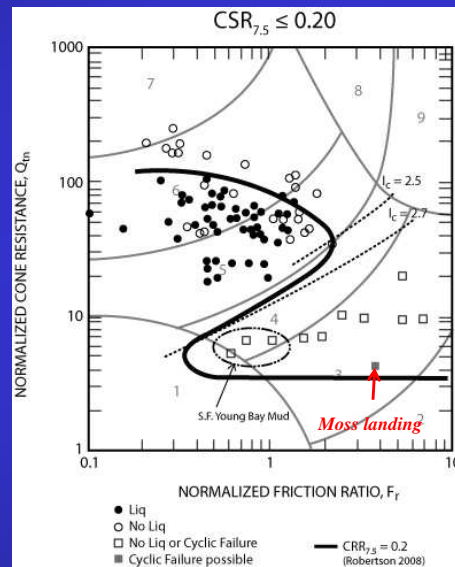 CSR7.5 ≤ 0.20
1000
100
10
1
NORMALIZED CONE RESISTANCE, Qtn
7
8
9
6
5
4
3
1
2
Ic = 2.5
Ic = 2.7
S.F. Young Bay Mud
Moss landing
0.1
1
10
NORMALIZED FRICTION RATIO, Fr
Liq
No Liq
No Liq or Cyclic Failure
Cyclic Failure possible
CRR7.5 = 0.2
(Robertson 2008)